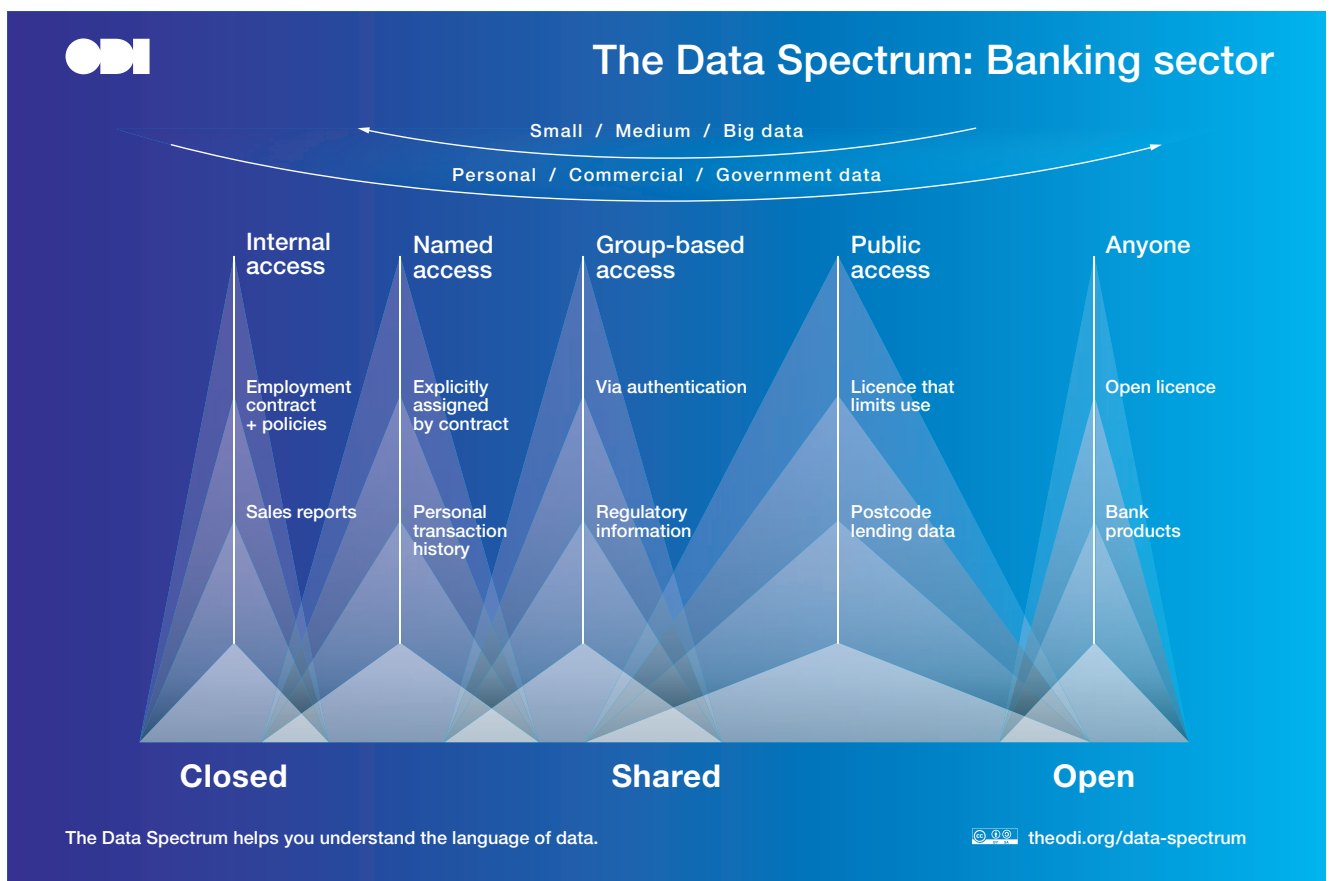 ODI
The Data Spectrum: Banking sector
Small / Medium / Big data
Personal / Commercial / Government data
Internal
access
Named
access
Group-based
access
Public
access
Anyone
Employment
contract
+ policies
Explicitly
assigned
by contract
Via authentication
Licence that
limits use
Open licence
Sales reports
Personal
transaction
history
Regulatory
information
Postcode
lending data
Bank
products
Closed
Shared
Open
The Data Spectrum helps you understand the language of data.
cc
theodi.org/data-spectrum